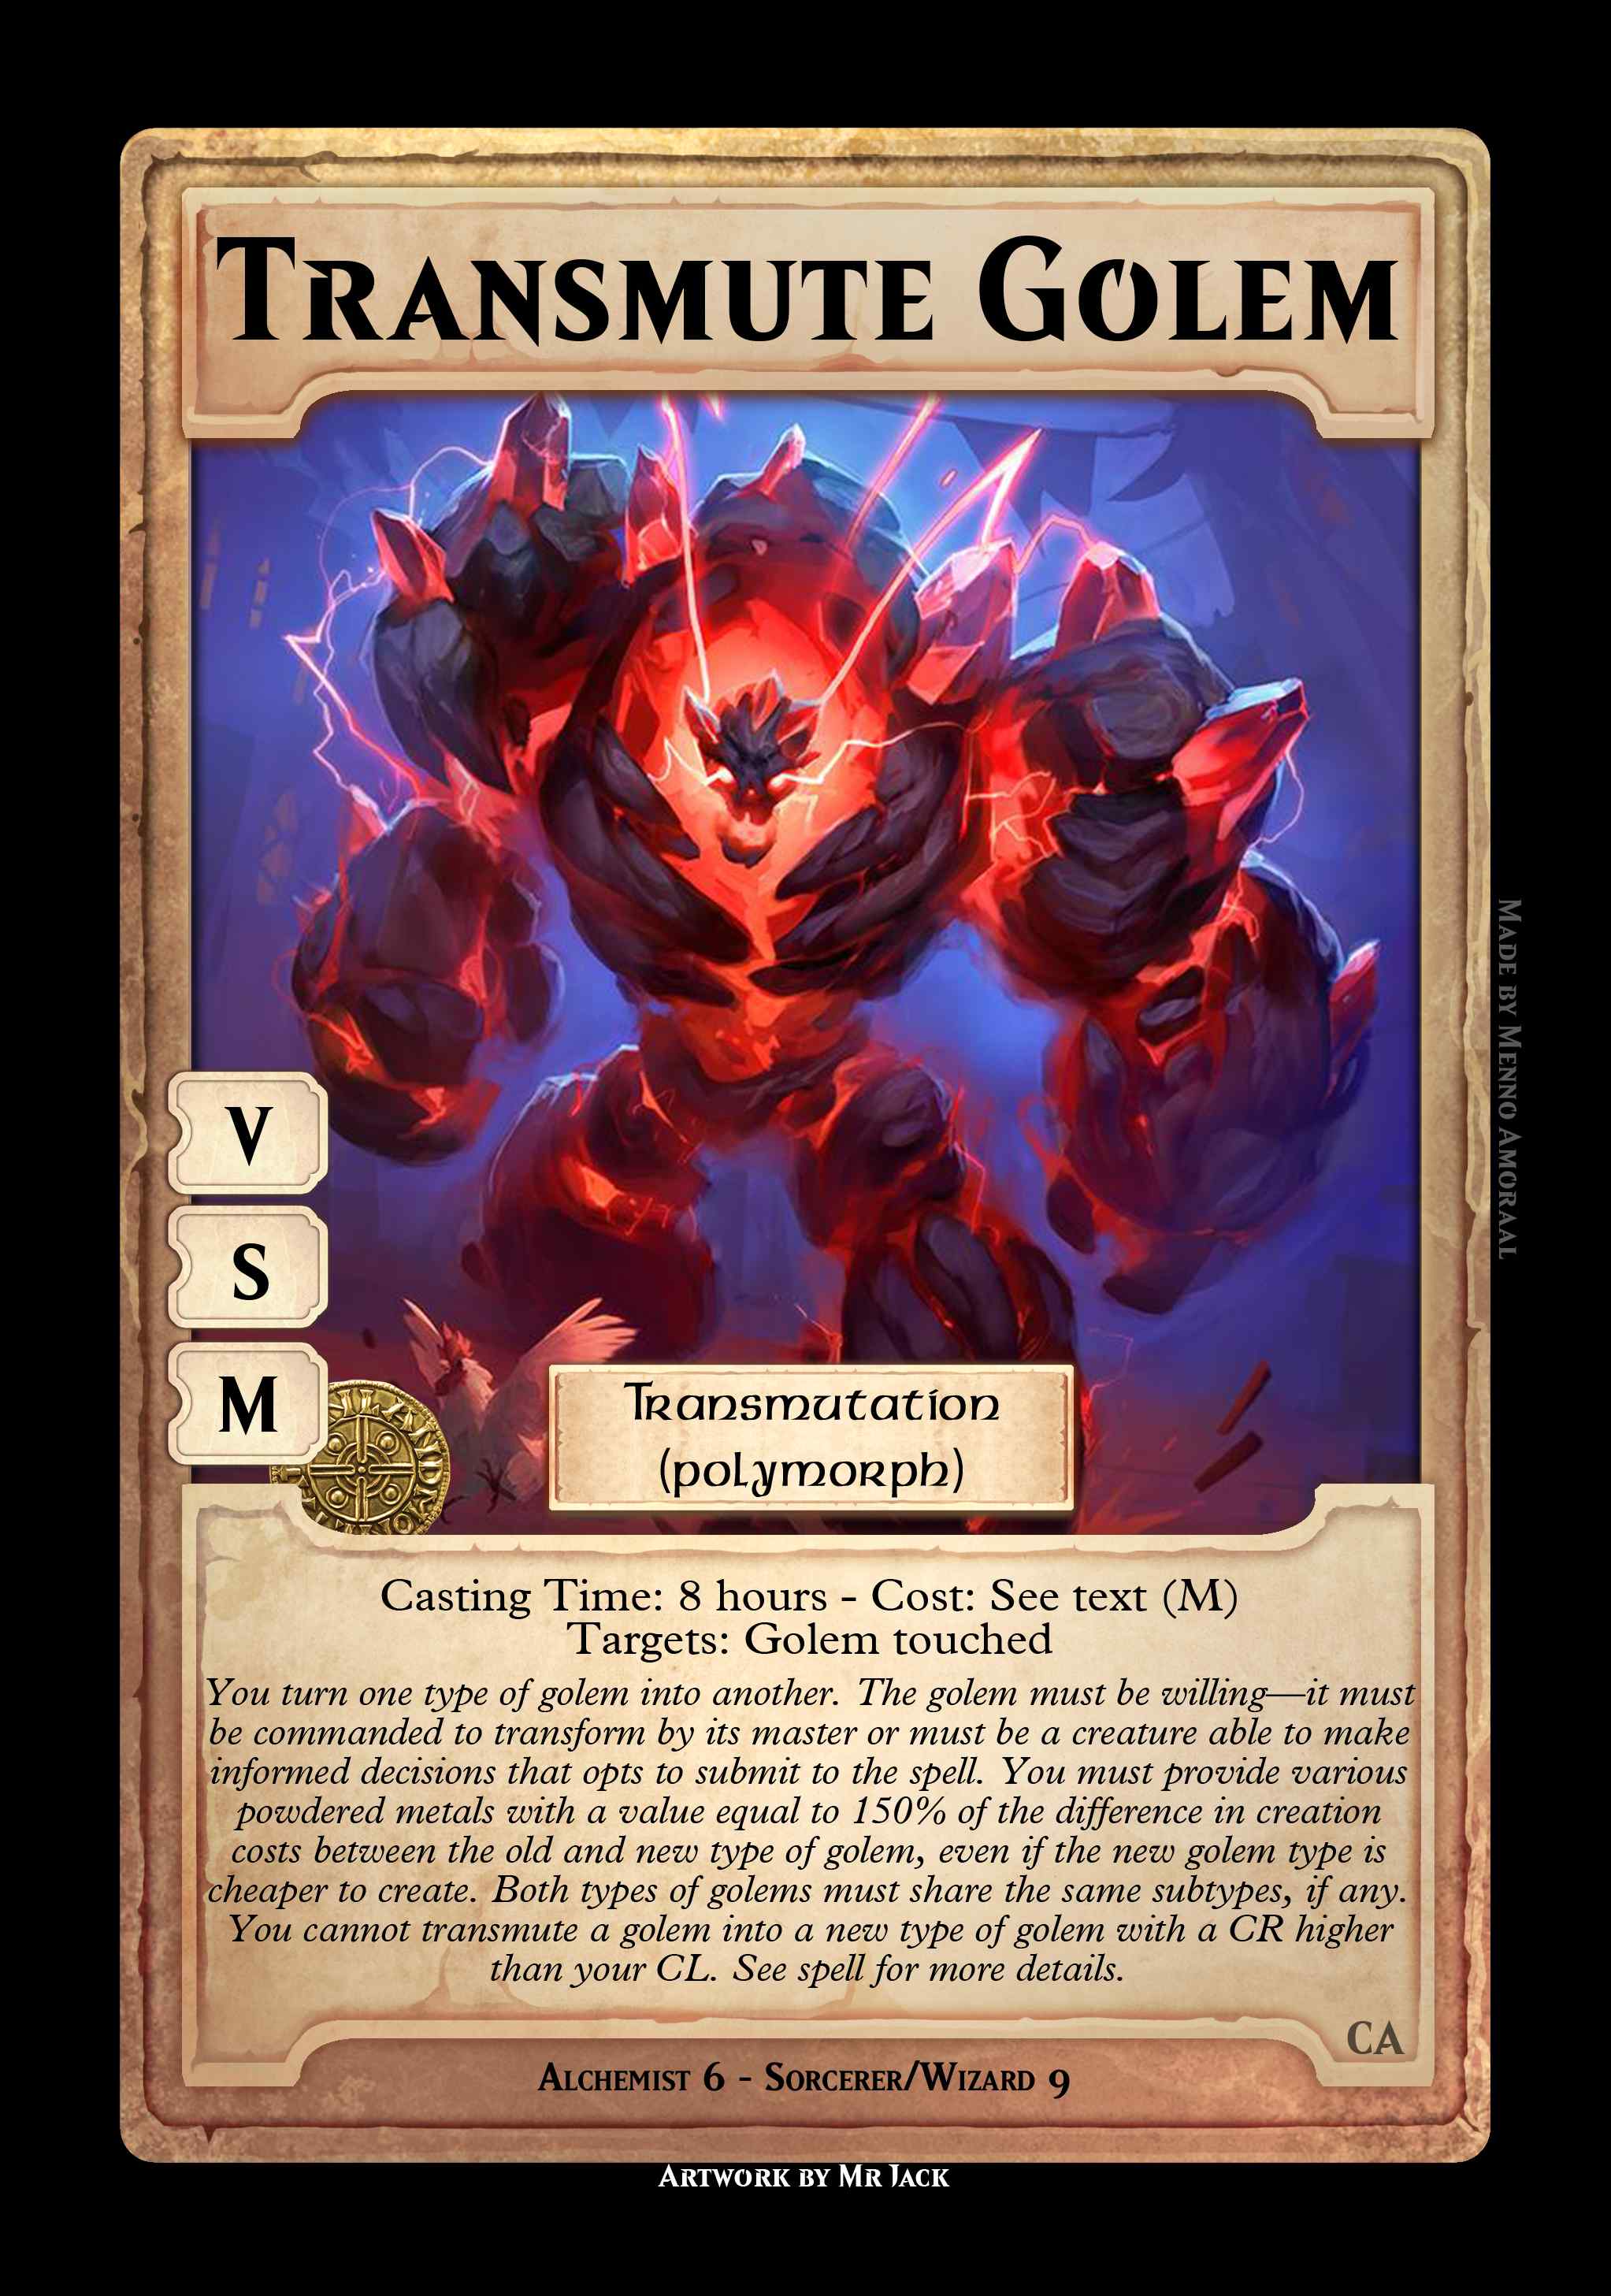 Transmute Golem
V
S
M
Transmutation
(polymorph)
Casting Time: 8 hours - Cost: See text (M)
Targets: Golem touched
You turn one type of golem into another. The golem must be willing—it must
be commanded to transform by its master or must be a creature able to make
informed decisions that opts to submit to the spell. You must provide various
powdered metals with a value equal to 150% of the difference in creation
costs between the old and new type of golem, even if the new golem type is
cheaper to create. Both types of golems must share the same subtypes, if any.
You cannot transmute a golem into a new type of golem with a CR higher
than your CL. See spell for more details.
CA
Alchemist 6 - Sorcerer/Wizard 9
Artwork by Mr Jack
Made by Menno Amoraal